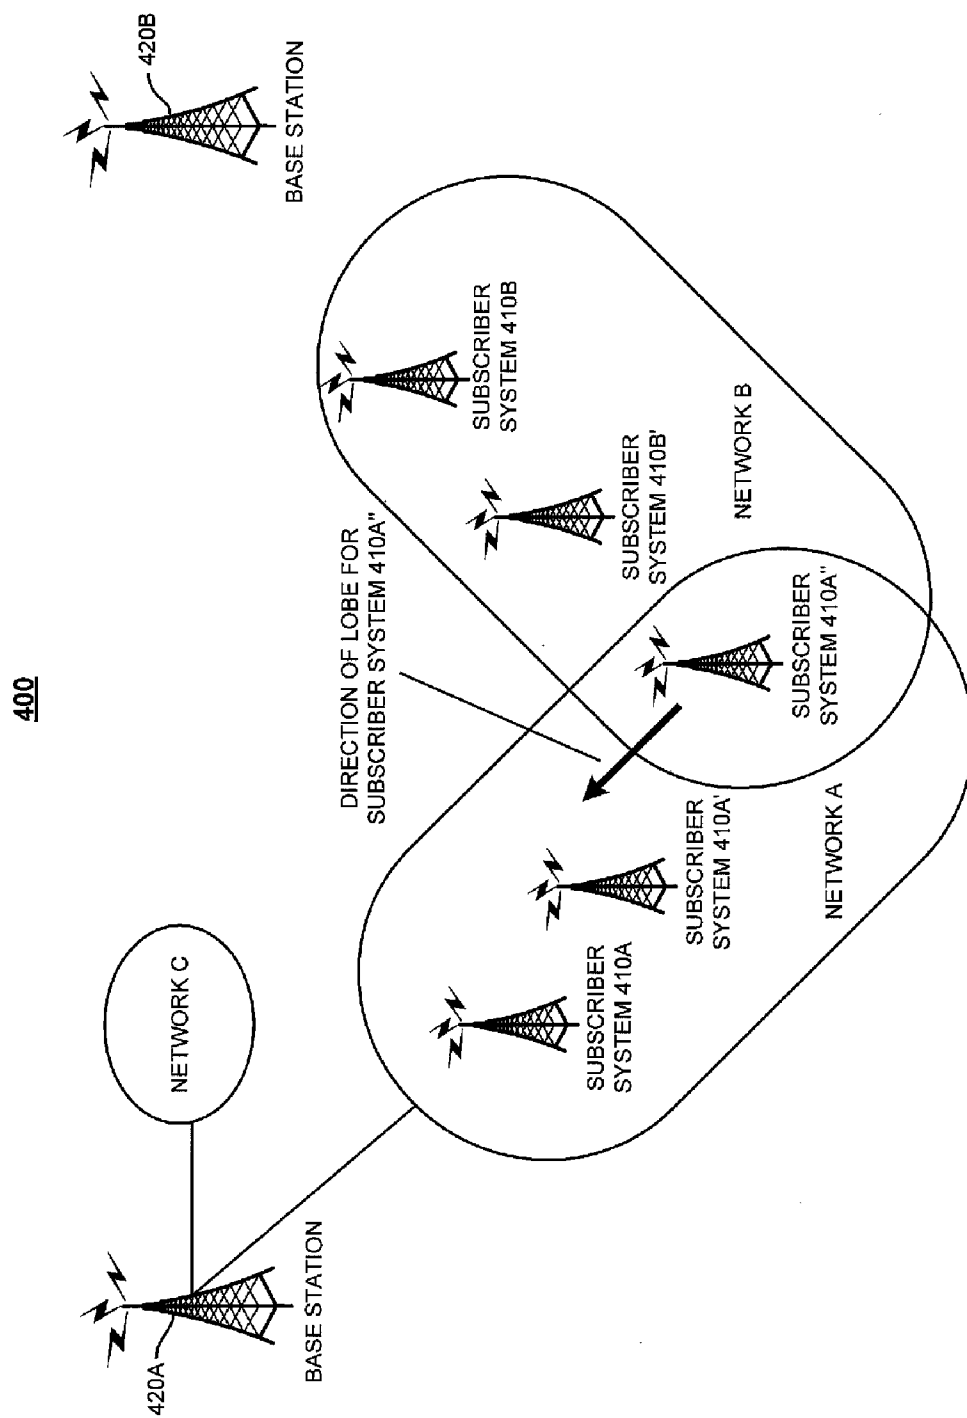 400
420A
BASE STATION
NETWORK C
420B
BASE STATION
DIRECTION OF LOBE FOR
SUBSCRIBER SYSTEM 410A"
SUBSCRIBER
SYSTEM 410A
SUBSCRIBER
SYSTEM 410A'
SUBSCRIBER
SYSTEM 410A"
SUBSCRIBER
SYSTEM 410B'
SUBSCRIBER
SYSTEM 410B
NETWORK A
NETWORK B